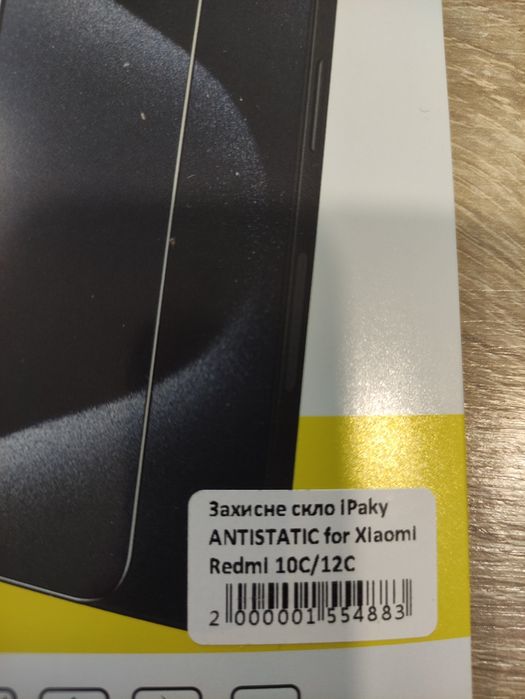 Захисне скло iPaky
ANTISTATIC for Xiaomi
Redmi 10C/12C
2 000001 554883